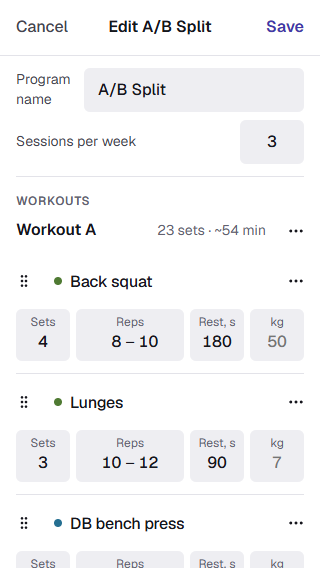 Cancel
Edit A/B Split
Save
Program
name
A/B Split
Sessions per week
3
WORKOUTS
Workout A
23 sets · ~54 min
Back squat
Sets
Reps
Rest, s
kg
4
8 – 10
180
50
Lunges
Sets
Reps
Rest, s
kg
3
10 – 12
90
7
DB bench press
Sets
Reps
Rest, s
kg